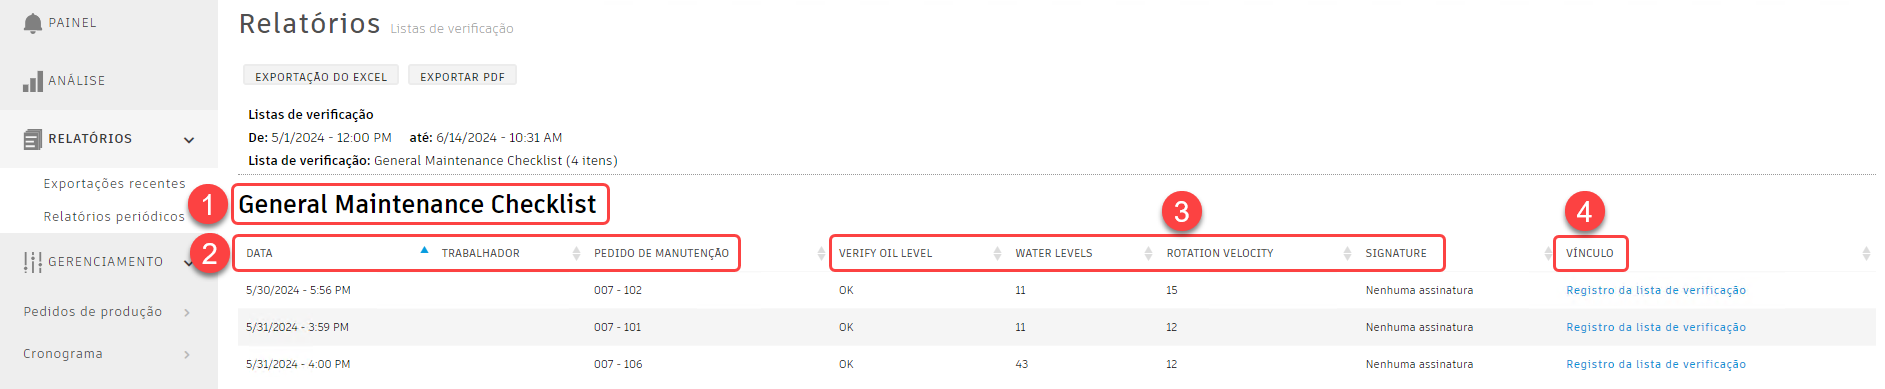 PAINEL
ANÁLISE
RELATÓRIOS
Exportações recentes
Relatórios periódicos
GERENCIAMENTO
Pedidos de produção
Cronograma
Relatórios Listas de verificação
EXPORTAÇÃO DO EXCEL EXPORTAR PDF
Listas de verificação
De: 5/1/2024 - 12:00 PM até: 6/14/2024 - 10:31 AM
Lista de verificação: General Maintenance Checklist (4 itens)
1 General Maintenance Checklist
3 4
2 DATA TRABALHADOR PEDIDO DE MANUTENÇÃO VERIFY OIL LEVEL WATER LEVELS ROTATION VELOCITY SIGNATURE VÍNCULO
5/30/2024 - 5:56 PM 007 - 102 OK 11 15 Nenhuma assinatura Registro da lista de verificação
5/31/2024 - 3:59 PM 007 - 101 OK 11 12 Nenhuma assinatura Registro da lista de verificação
5/31/2024 - 4:00 PM 007 - 106 OK 43 12 Nenhuma assinatura Registro da lista de verificação